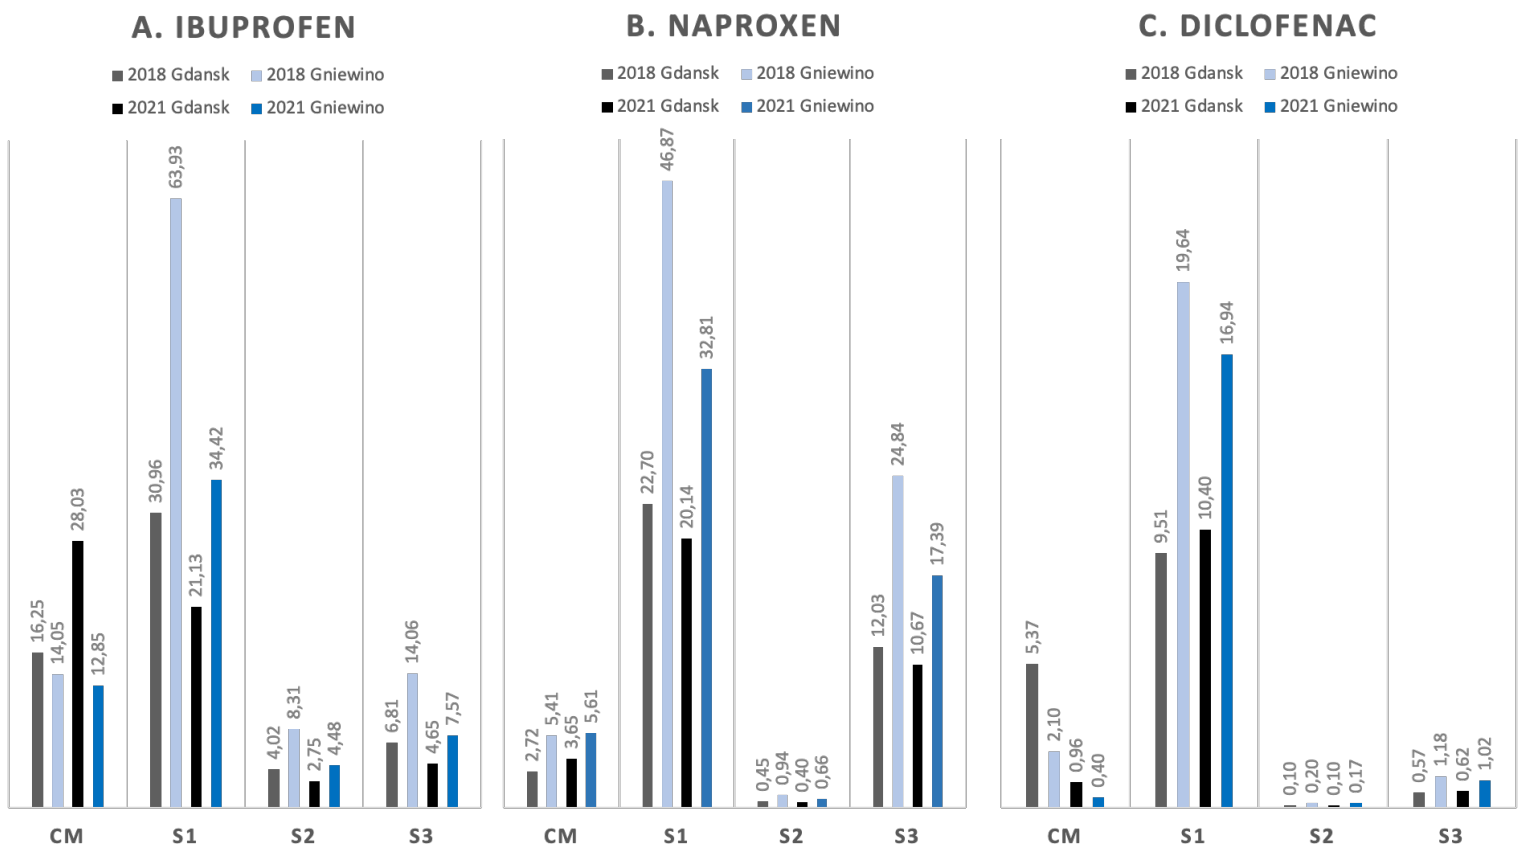 A. IBUPROFEN
2018 Gdansk 2018 Gniewino
2021 Gdansk 2021 Gniewino
16,25 14,05 28,03 12,85
30,96 63,93 21,13 34,42
4,02 8,31 2,75 4,48
6,81 14,06 4,65 7,57
CM S1 S2 S3
B. NAPROXEN
2018 Gdansk 2018 Gniewino
2021 Gdansk 2021 Gniewino
2,72 5,41 3,65 5,61
22,70 46,87 20,14 32,81
0,45 0,94 0,40 0,66
12,03 24,84 10,67 17,39
CM S1 S2 S3
C. DICLOFENAC
2018 Gdansk 2018 Gniewino
2021 Gdansk 2021 Gniewino
5,37 2,10 0,96 0,40
9,51 19,64 10,40 16,94
0,10 0,20 0,10 0,17
0,57 1,18 0,62 1,02
CM S1 S2 S3